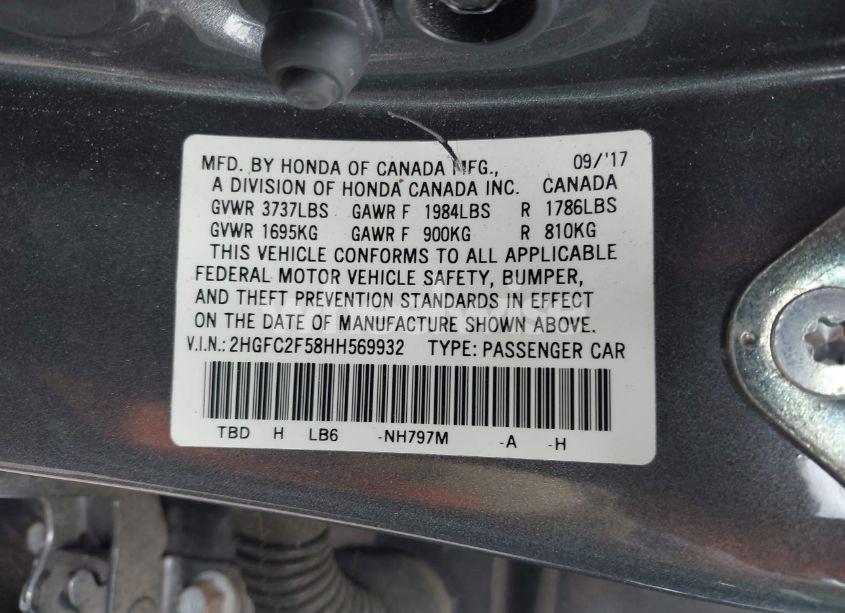 MFD. BY HONDA OF CANADA MFG., 09/'17
A DIVISION OF HONDA CANADA INC. CANADA
GVWR 3737LBS GAWR F 1984LBS R 1786LBS
GVWR 1695KG GAWR F 900KG R 810KG
THIS VEHICLE CONFORMS TO ALL APPLICABLE
FEDERAL MOTOR VEHICLE SAFETY, BUMPER,
AND THEFT PREVENTION STANDARDS IN EFFECT
ON THE DATE OF MANUFACTURE SHOWN ABOVE.
V.I.N.: 2HGFC2F58HH569932 TYPE: PASSENGER CAR
TBD H LB6 -NH797M -A -H